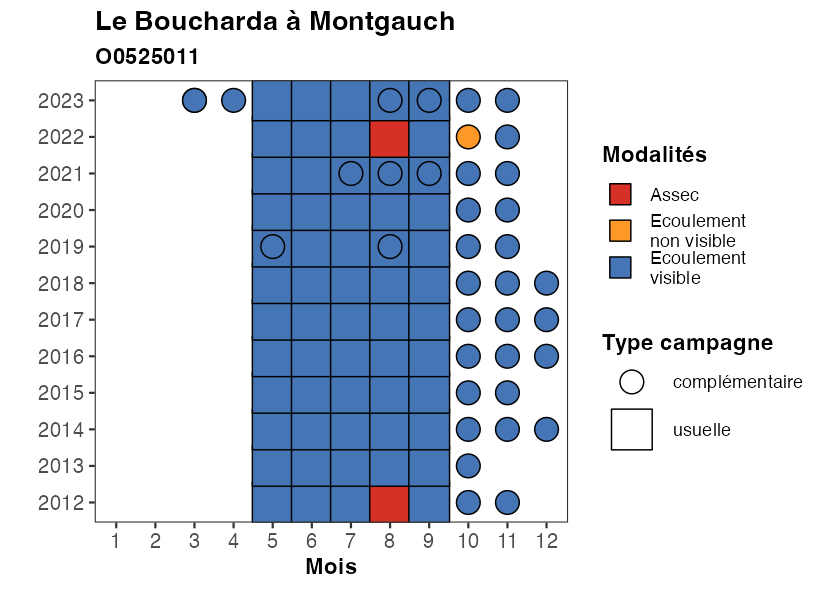 Le Boucharda à Montgauch
O0525011
2023
2022
2021
2020
2019
2018
2017
2016
2015
2014
2013
2012
1 2 3 4 5 6 7 8 9 10 11 12
Mois
Modalités
Assec
Ecoulement
non visible
Ecoulement
visible
Type campagne
complémentaire
usuelle